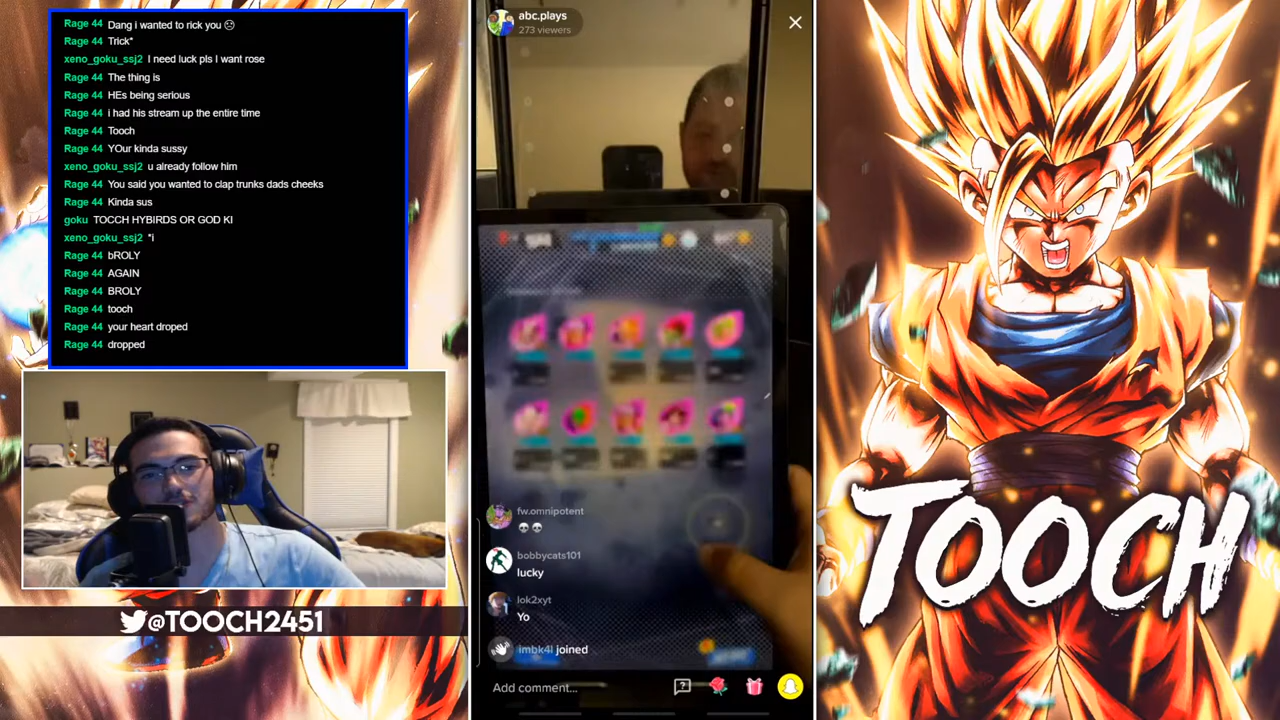 Rage 44 Dang i wanted to rick you ☹
Rage 44 Trick*
xeno_goku_ssj2 I need luck pls I want rose
Rage 44 The thing is
Rage 44 HEs being serious
Rage 44 i had his stream up the entire time
Rage 44 Tooch
Rage 44 YOur kinda sussy
xeno_goku_ssj2 u already follow him
Rage 44 You said you wanted to clap trunks dads cheeks
Rage 44 Kinda sus
goku TOCCH HYBIRDS OR GOD KI
xeno_goku_ssj2 *i
Rage 44 bROLY
Rage 44 AGAIN
Rage 44 BROLY
Rage 44 tooch
Rage 44 your heart droped
Rage 44 dropped
@TOOCH2451
abc.plays
273 viewers
fw.omnipotent
💀💀
bobbycats101
lucky
lok2xyt
Yo
imbk4l joined
Add comment...
TOOCH